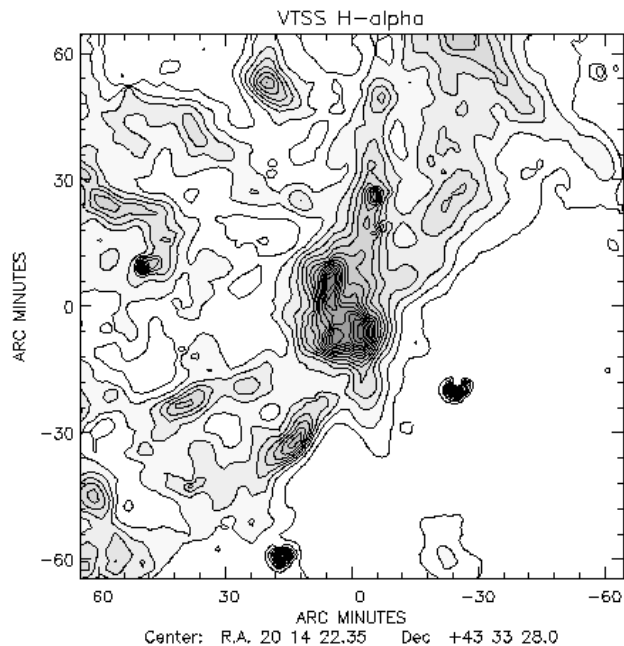 VTSS H-alpha
60
30
0
-30
-60
ARC MINUTES
60 30 0 -30 -60
ARC MINUTES
Center: R.A. 20 14 22.35 Dec +43 33 28.0